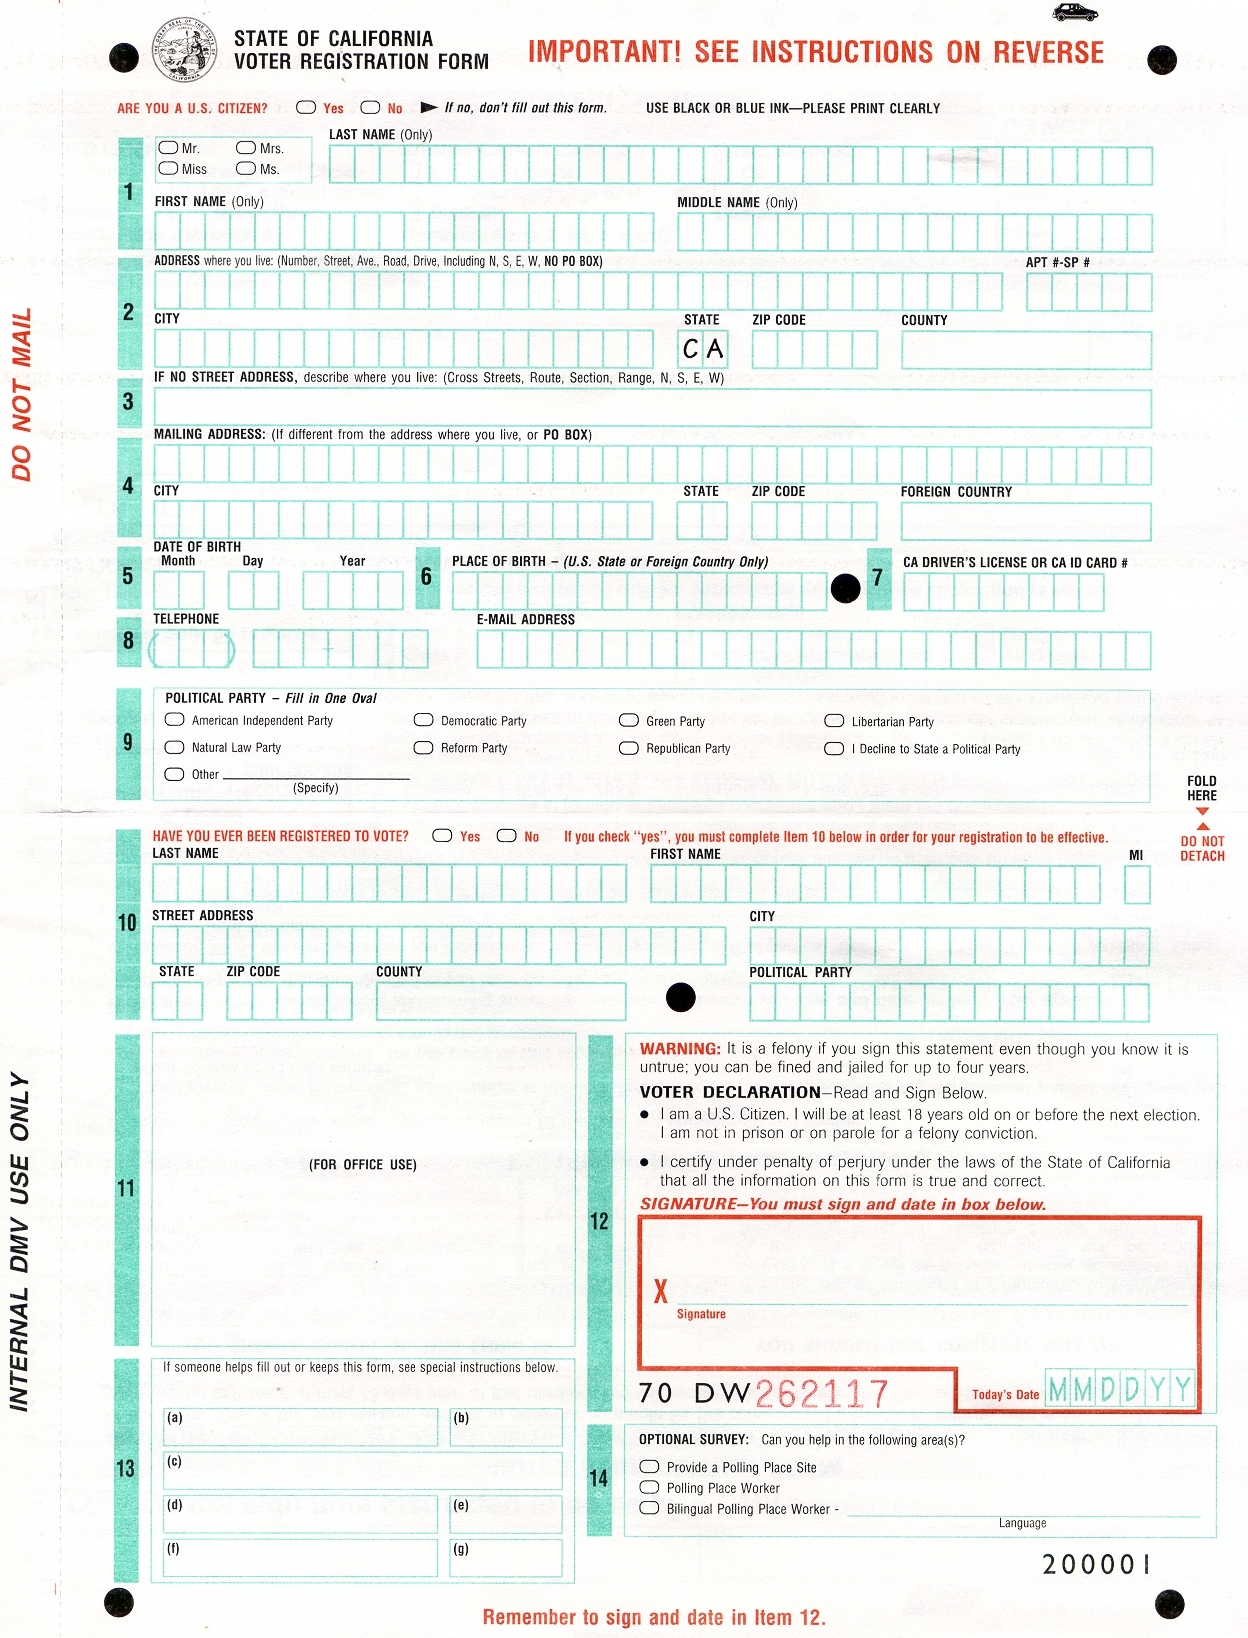 STATE OF CALIFORNIA
VOTER REGISTRATION FORM
IMPORTANT! SEE INSTRUCTIONS ON REVERSE
ARE YOU A U.S. CITIZEN? Yes No If no, don't fill out this form. USE BLACK OR BLUE INK—PLEASE PRINT CLEARLY
1
Mr. Mrs.
Miss Ms.
LAST NAME (Only)
FIRST NAME (Only) MIDDLE NAME (Only)
2
ADDRESS where you live: (Number, Street, Ave., Road, Drive, Including N, S, E, W, NO PO BOX) APT #-SP #
CITY STATE ZIP CODE COUNTY
CA
3
IF NO STREET ADDRESS, describe where you live: (Cross Streets, Route, Section, Range, N, S, E, W)
DO NOT MAIL
4
MAILING ADDRESS: (If different from the address where you live, or PO BOX)
CITY STATE ZIP CODE FOREIGN COUNTRY
5
DATE OF BIRTH
Month Day Year
6
PLACE OF BIRTH – (U.S. State or Foreign Country Only)
7
CA DRIVER'S LICENSE OR CA ID CARD #
8
TELEPHONE E-MAIL ADDRESS
9
POLITICAL PARTY – Fill in One Oval
American Independent Party Democratic Party Green Party Libertarian Party
Natural Law Party Reform Party Republican Party I Decline to State a Political Party
Other
(Specify)
FOLD
HERE
DO NOT
DETACH
10
HAVE YOU EVER BEEN REGISTERED TO VOTE? Yes No If you check "yes", you must complete Item 10 below in order for your registration to be effective.
LAST NAME FIRST NAME MI
STREET ADDRESS CITY
STATE ZIP CODE COUNTY POLITICAL PARTY
INTERNAL DMV USE ONLY
11
(FOR OFFICE USE)
12
WARNING: It is a felony if you sign this statement even though you know it is
untrue; you can be fined and jailed for up to four years.
VOTER DECLARATION—Read and Sign Below.
● I am a U.S. Citizen. I will be at least 18 years old on or before the next election.
I am not in prison or on parole for a felony conviction.
● I certify under penalty of perjury under the laws of the State of California
that all the information on this form is true and correct.
SIGNATURE—You must sign and date in box below.
X
Signature
70 DW 262117
Today's Date MMDDYY
13
If someone helps fill out or keeps this form, see special instructions below.
(a) (b)
(c)
(d) (e)
(f) (g)
14
OPTIONAL SURVEY: Can you help in the following area(s)?
Provide a Polling Place Site
Polling Place Worker
Bilingual Polling Place Worker -
Language
200001
Remember to sign and date in Item 12.